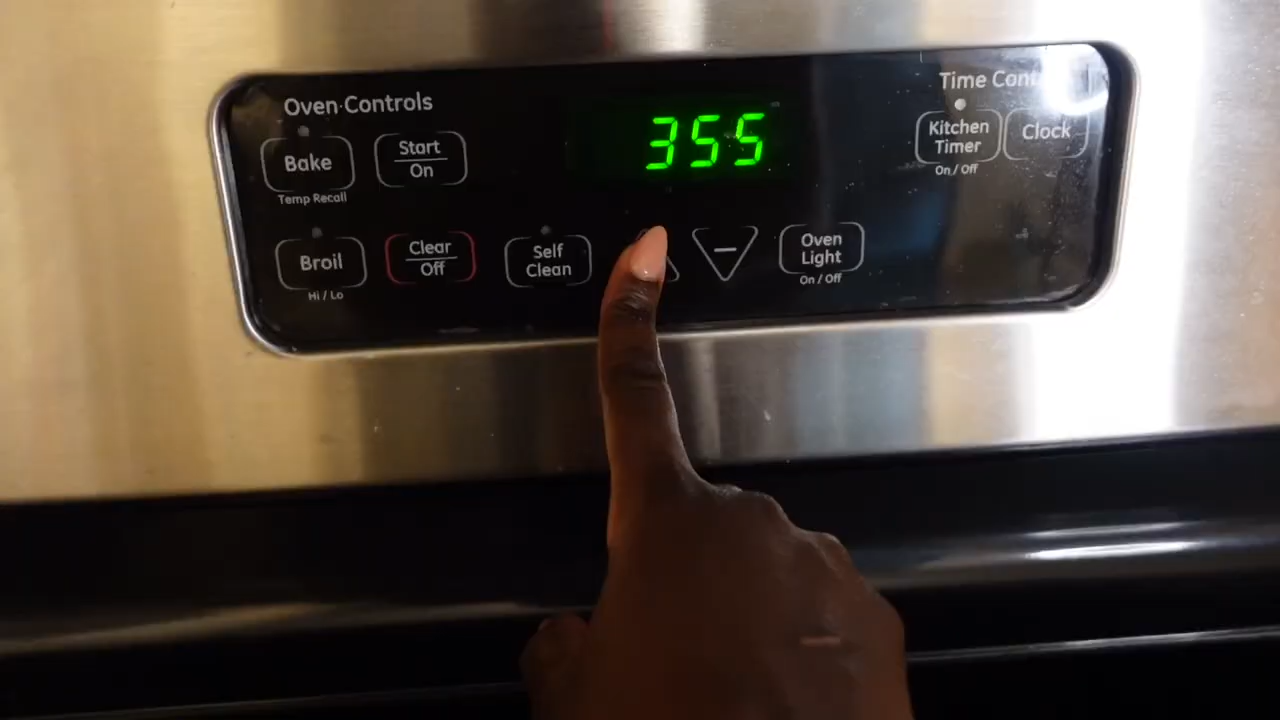 Oven Controls
Bake
Temp Recall
Start
On
355
Time Cont
Kitchen
Timer
On / Off
Clock
Broil
Hi / Lo
Clear
Off
Self
Clean
Oven
Light
On / Off